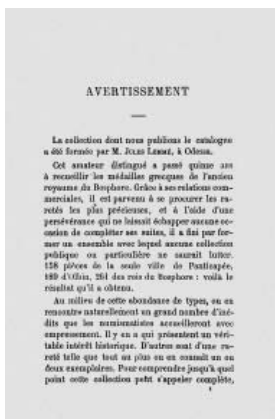 AVERTISSEMENT
La collection dont nous publions le catalogue
a été formée par M. JULES LEMMÉ, à Odessa.
Cet amateur distingué a passé quinze ans
à recueillir les médailles grecques de l'ancien
royaume du Bosphore. Grâce à ses relations com-
merciales, il est parvenu à se procurer les ra-
retés les plus précieuses, et à l'aide d'une
persévérance qui ne laissait échapper aucune oc-
casion de compléter ses suites, il a fini par for-
mer un ensemble avec lequel aucune collection
publique ou particulière ne saurait lutter.
138 pièces de la seule ville de Panticapée,
189 d'Olbia, 264 des rois du Bosphore : voilà le
résultat qu'il a obtenu.
Au milieu de cette abondance de types, on en
rencontre naturellement un grand nombre d'iné-
dits que les numismatistes accueilleront avec
empressement. Il y en a qui présentent un véri-
table intérêt historique. D'autres sont d'une ra-
reté telle que tout au plus on en connaît un ou
deux exemplaires. Pour comprendre jusqu'à quel
point cette collection peut s'appeler complète,